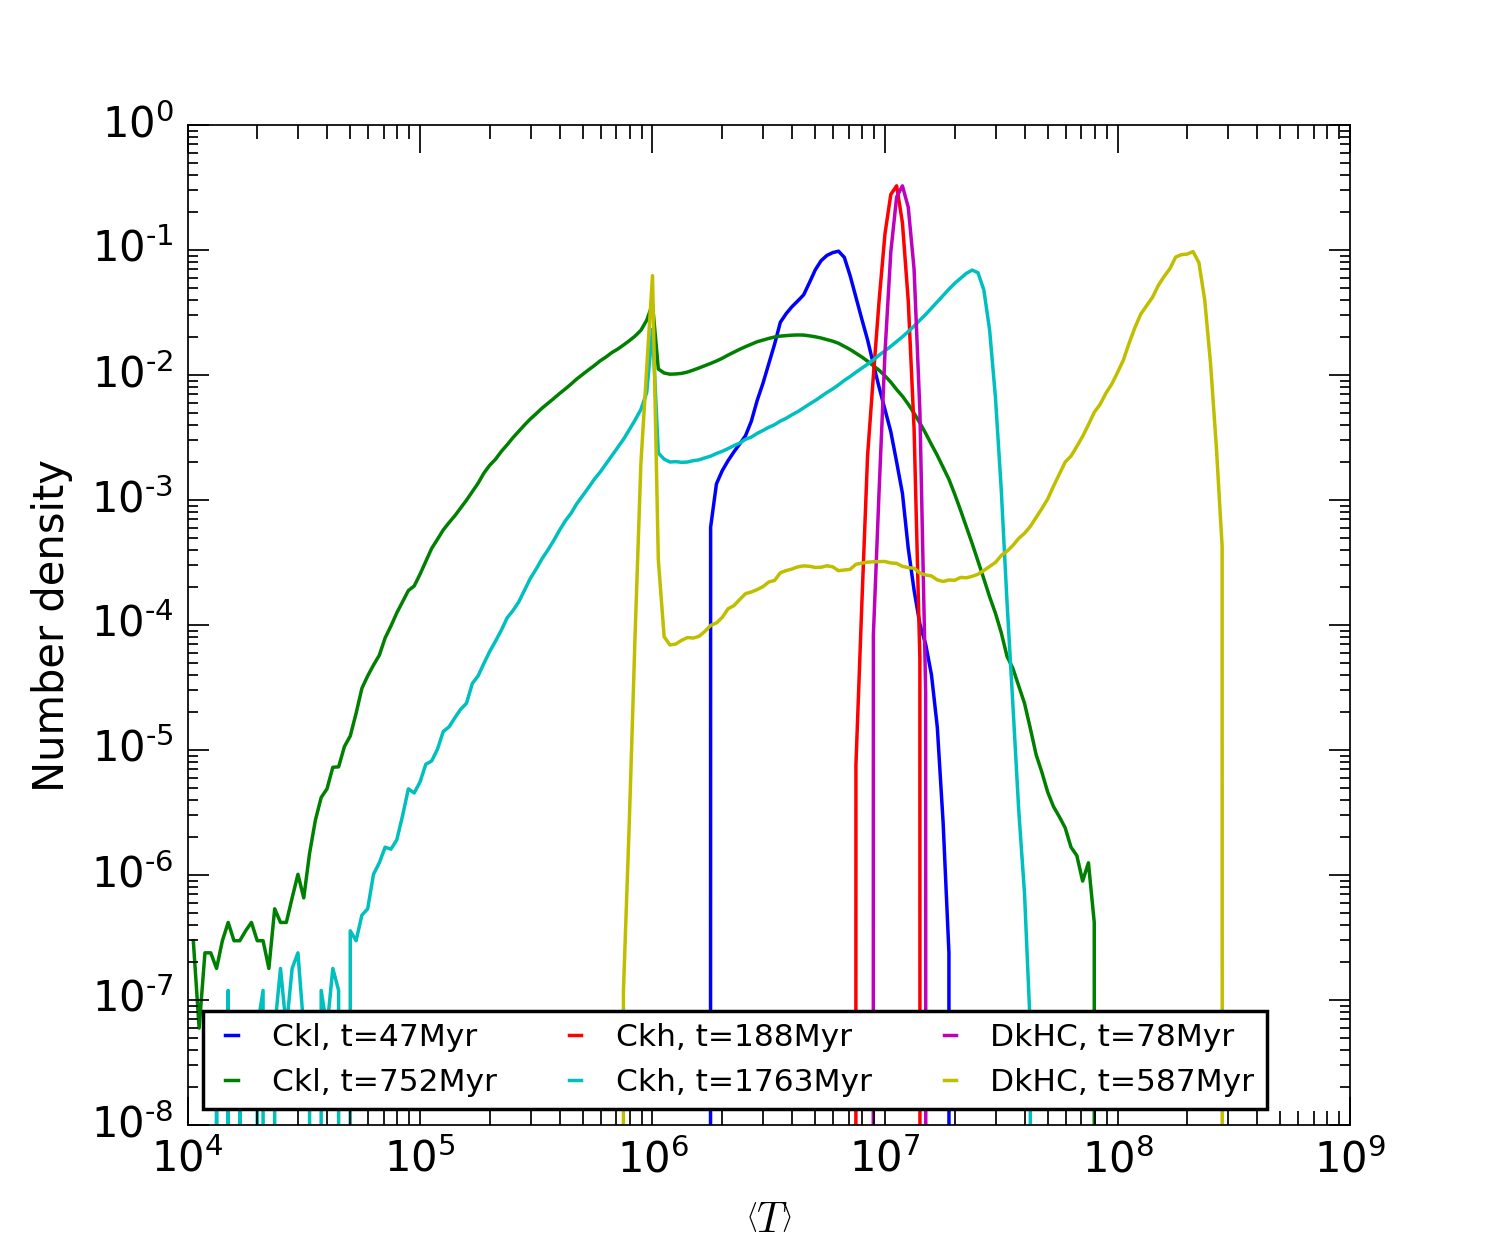 10^0
10^-1
10^-2
10^-3
10^-4
10^-5
10^-6
10^-7
10^-8
Number density
Ckl, t=47Myr
Ckl, t=752Myr
Ckh, t=188Myr
Ckh, t=1763Myr
DkHC, t=78Myr
DkHC, t=587Myr
10^4 10^5 10^6 10^7 10^8 10^9
⟨T⟩